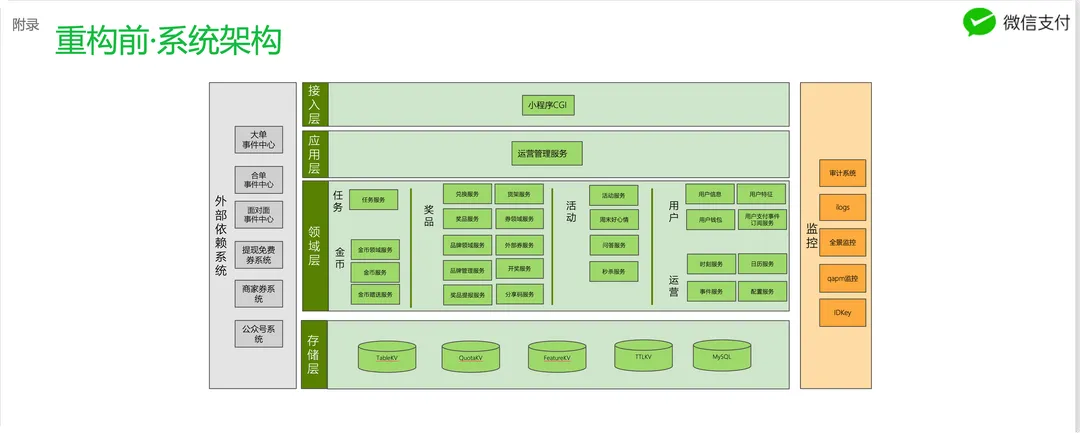 附录
重构前·系统架构
微信支付
外部依赖系统
大单
事件中心
合单
事件中心
面对面
事件中心
提现免费
券系统
商家券系
统
公众号系
统
接入层
小程序CGI
应用层
运营管理服务
领域层
任务
任务服务
金币
金币领域服务
金币服务
金币赠送服务
奖品
兑换服务
货架服务
奖品服务
券领域服务
品牌领域服务
外部券服务
品牌管理服务
开奖服务
奖品提报服务
分享码服务
活动
活动服务
周末好心情
问答服务
秒杀服务
用户
用户信息
用户特征
用户钱包
用户支付事件
订阅服务
运营
时刻服务
日历服务
事件服务
配置服务
存储层
TableKV
QuotaKV
FeatureKV
TTLKV
MySQL
监控
审计系统
ilogs
全景监控
qapm监控
IDKey